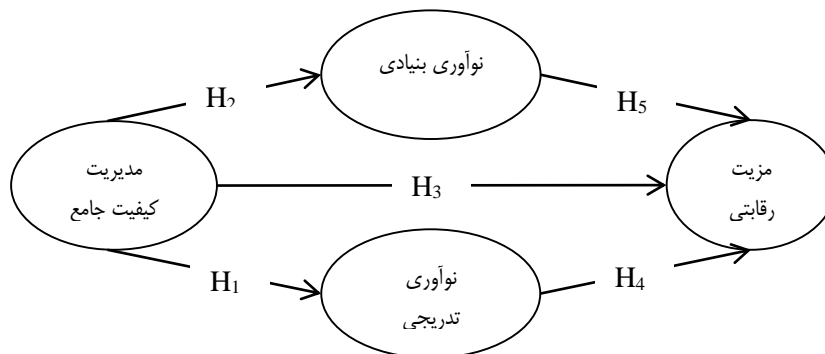 نوآوری بنیادی
H2
H5
مدیریت
کیفیت جامع
H3
مزیت
رقابتی
نوآوری
تدریجی
H1
H4